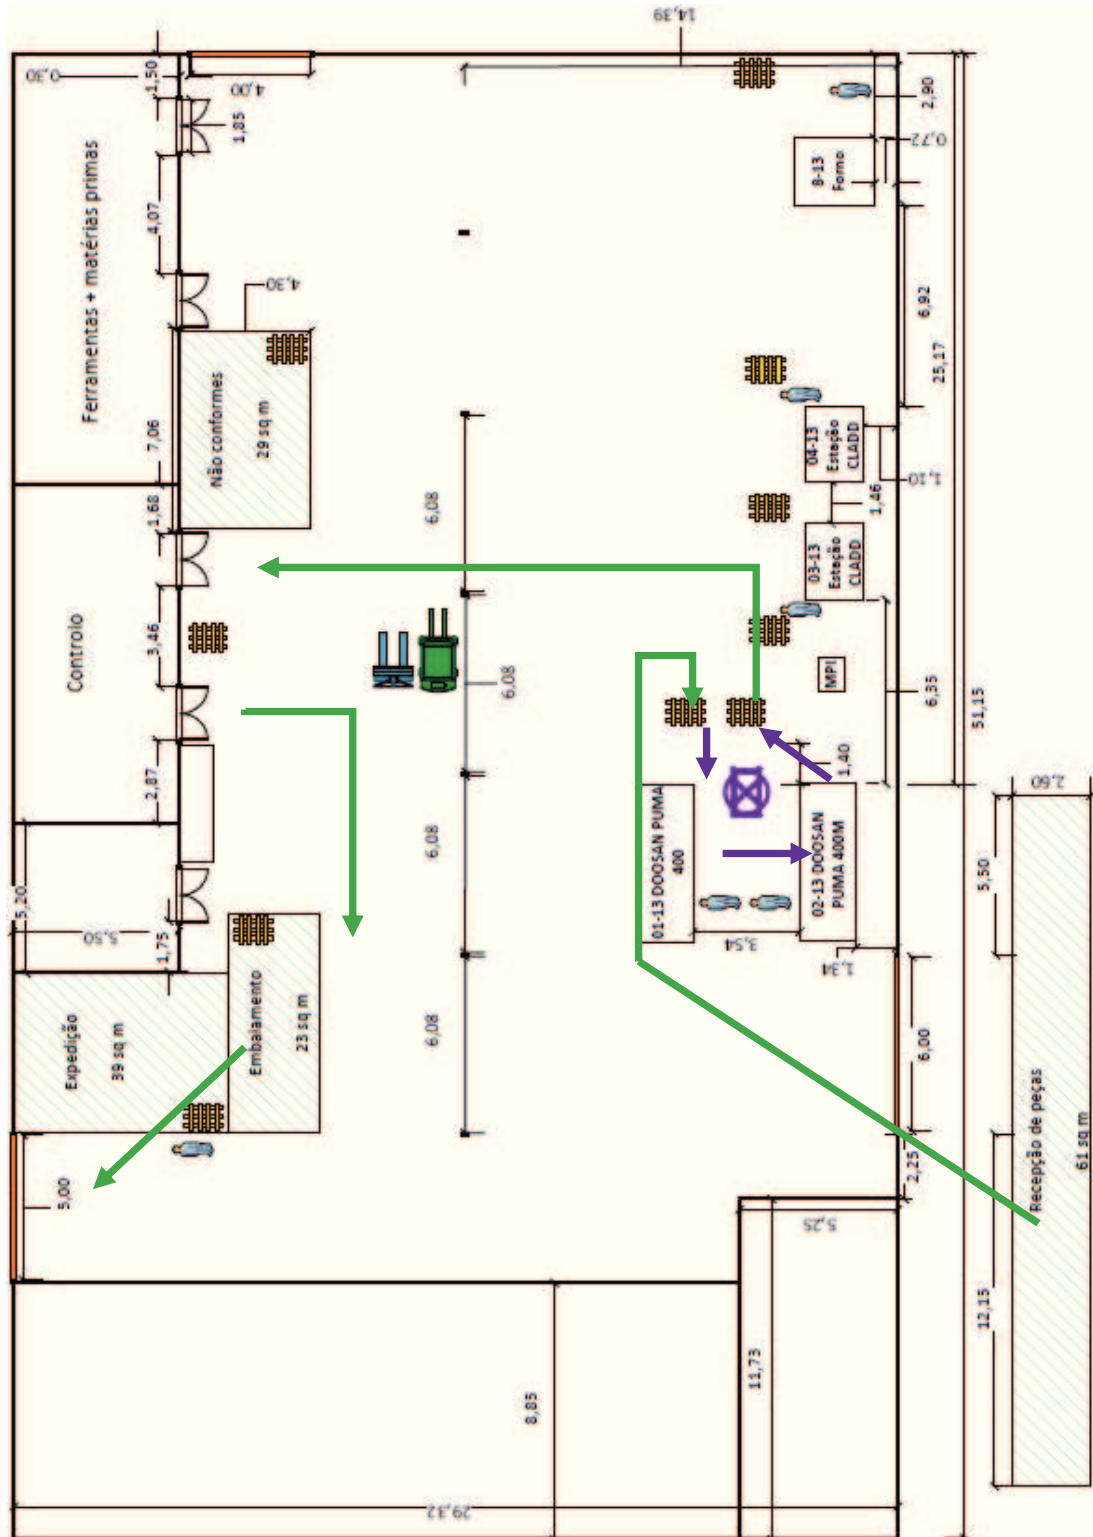 14,39
0,30
1,50
4,00
1,85
2,90
0,72
8-13
Forno
Ferramentas + matérias primas
4,07
4,30
6,92
25,17
Não conformes
29 sq m
7,06
1,68
6,08
04-13
Estação
CLADD
1,10
1,46
03-13
Estação
CLADD
Controlo
3,46
6,08
MPI
6,35
51,15
2,87
1,40
01-13 DOOSAN PUMA
400
02-13 DOOSAN
PUMA 400M
3,54
6,08
5,20
5,50
1,75
5,50
Expedição
39 sq m
Embalamento
23 sq m
6,08
6,00
Recepção de peças
61 sq m
2,25
5,00
5,25
12,15
11,73
8,85
29,32